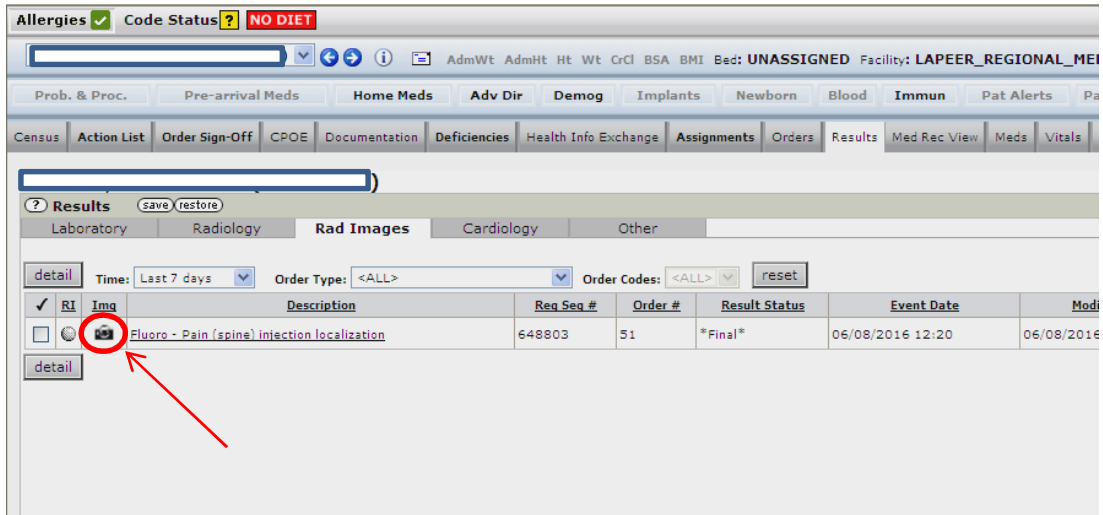 Allergies Code Status ? NO DIET
AdmWt AdmHt Ht Wt CrCl BSA BMI Bed: UNASSIGNED Facility: LAPEER_REGIONAL_ME
Prob. & Proc. Pre-arrival Meds Home Meds Adv Dir Demog Implants Newborn Blood Immun Pat Alerts Pa
Census Action List Order Sign-Off CPOE Documentation Deficiencies Health Info Exchange Assignments Orders Results Med Rec View Meds Vitals
)
? Results save restore
Laboratory Radiology Rad Images Cardiology Other
detail Time: Last 7 days Order Type: <ALL> Order Codes: <ALL> reset
✓ RI Img Description Req Seq # Order # Result Status Event Date Modi
Fluoro - Pain (spine) injection localization 648803 51 *Final* 06/08/2016 12:20 06/08/2016
detail